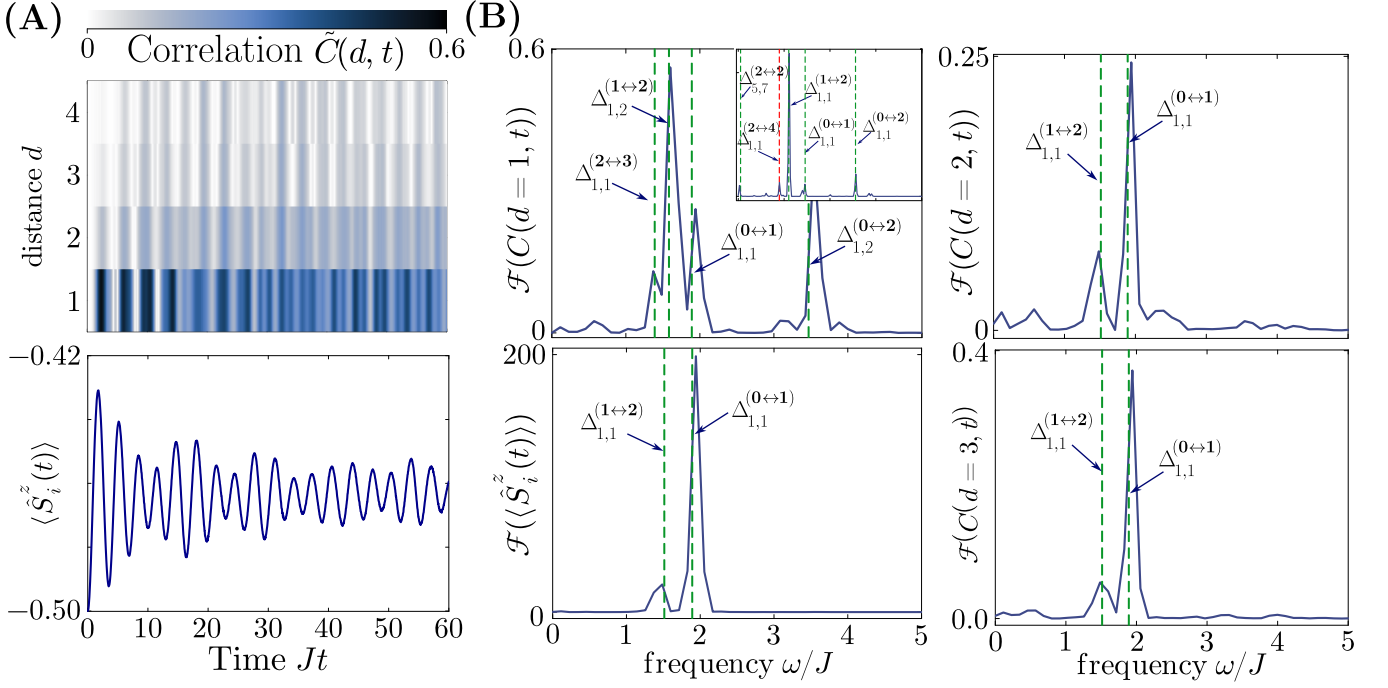 (A)
0 0.6
Correlation C̃(d, t)
distance d
4
3
2
1
−0.42
−0.50
⟨Ŝ_i^z(t)⟩
0 10 20 30 40 50 60
Time Jt
(B)
0.6
0
ℱ(C(d = 1, t))
Δ_{1,2}^{(1↔2)}
Δ_{1,1}^{(2↔3)}
Δ_{1,1}^{(0↔1)}
Δ_{1,2}^{(0↔2)}
Δ_{5,7}^{(2↔2)}
Δ_{1,1}^{(1↔2)}
Δ_{1,1}^{(2↔4)}
Δ_{1,1}^{(0↔1)}
Δ_{1,1}^{(0↔2)}
0.25
0
ℱ(C(d = 2, t))
Δ_{1,1}^{(1↔2)}
Δ_{1,1}^{(0↔1)}
200
0
ℱ(⟨Ŝ_i^z(t)⟩)
Δ_{1,1}^{(1↔2)}
Δ_{1,1}^{(0↔1)}
0 1 2 3 4 5
frequency ω/J
0.4
0.0
ℱ(C(d = 3, t))
Δ_{1,1}^{(1↔2)}
Δ_{1,1}^{(0↔1)}
0 1 2 3 4 5
frequency ω/J